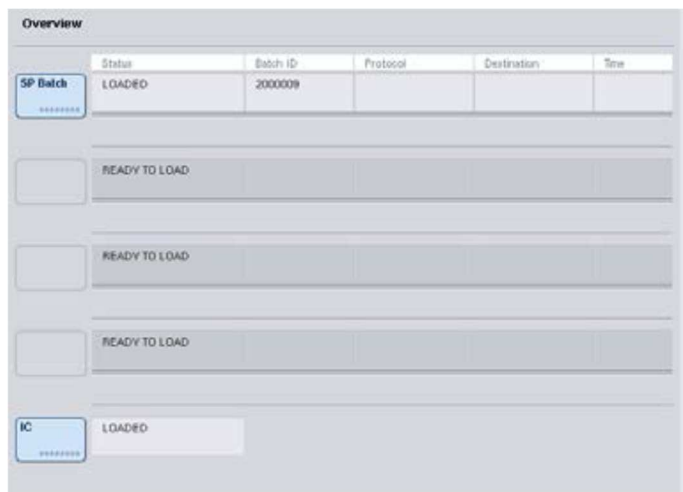 Overview
Status Batch ID Protocol Destination Time
SP Batch LOADED 2000009
READY TO LOAD
READY TO LOAD
READY TO LOAD
IC LOADED